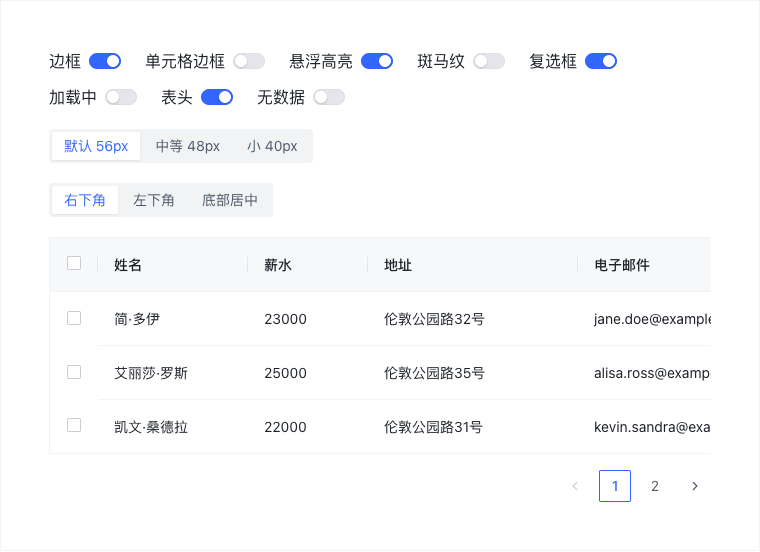 边框 单元格边框 悬浮高亮 斑马纹 复选框
加载中 表头 无数据
默认 56px 中等 48px 小 40px
右下角 左下角 底部居中
姓名 薪水 地址 电子邮件
简·多伊 23000 伦敦公园路32号 jane.doe@example
艾丽莎·罗斯 25000 伦敦公园路35号 alisa.ross@examp
凯文·桑德拉 22000 伦敦公园路31号 kevin.sandra@exa
1 2